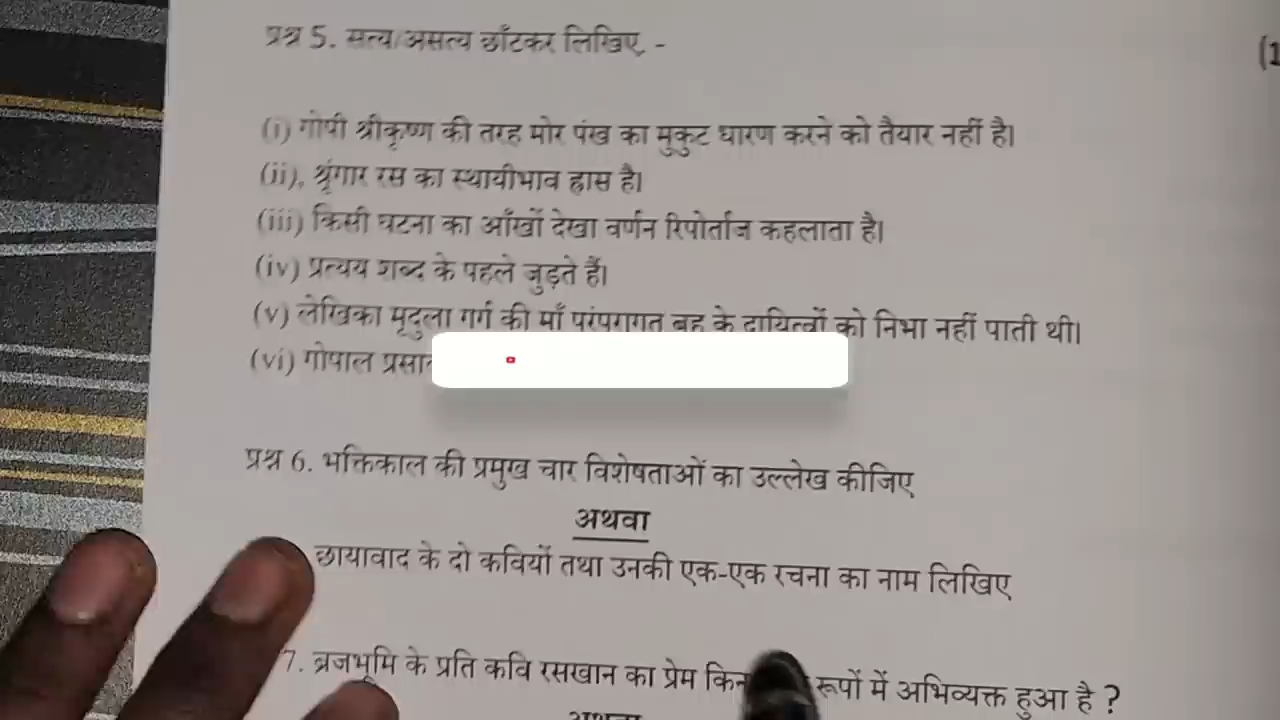 प्रश्न 5. सत्य/असत्य छाँटकर लिखिए -
(1
(i) गोपी श्रीकृष्ण की तरह मोर पंख का मुकुट धारण करने को तैयार नहीं है।
(ii), श्रृंगार रस का स्थायीभाव ह्रास है।
(iii) किसी घटना का आँखों देखा वर्णन रिपोर्ताज कहलाता है।
(iv) प्रत्यय शब्द के पहले जुड़ते हैं।
(v) लेखिका मृदुला गर्ग की माँ परंपरागत बहू के दायित्वों को निभा नहीं पाती थी।
(vi) गोपाल
प्रश्न 6. भक्तिकाल की प्रमुख चार विशेषताओं का उल्लेख कीजिए
अथवा
छायावाद के दो कवियों तथा उनकी एक-एक रचना का नाम लिखिए
7. ब्रजभूमि के प्रति कवि रसखान का प्रेम रूपों में अभिव्यक्त हुआ है ?